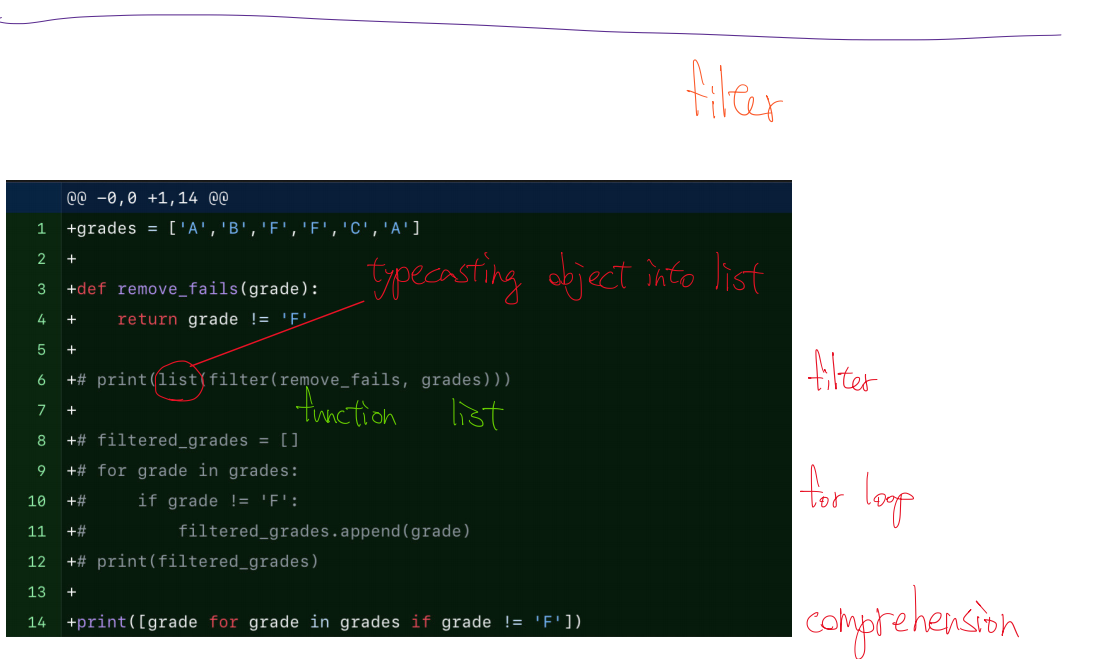 filter
@@ -0,0 +1,14 @@
1 +grades = ['A','B','F','F','C','A']
2 +
typecasting object into list
3 +def remove_fails(grade):
4 +    return grade != 'F'
5 +
6 +# print(list(filter(remove_fails, grades)))
filter
7 +
function list
8 +# filtered_grades = []
9 +# for grade in grades:
10 +#     if grade != 'F':
for loop
11 +#         filtered_grades.append(grade)
12 +# print(filtered_grades)
13 +
14 +print([grade for grade in grades if grade != 'F'])
comprehension